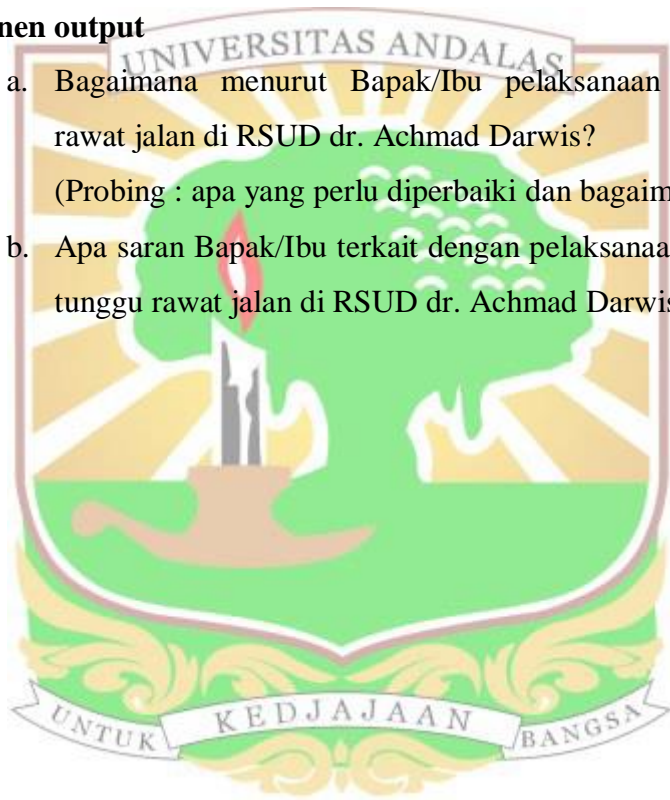 nen output
UNIVERSITAS ANDALAS
a. Bagaimana menurut Bapak/Ibu pelaksanaan
rawat jalan di RSUD dr. Achmad Darwis?
(Probing : apa yang perlu diperbaiki dan bagaim
b. Apa saran Bapak/Ibu terkait dengan pelaksanaa
tunggu rawat jalan di RSUD dr. Achmad Darwis
UNTUK KEDJAJAAN BANGSA